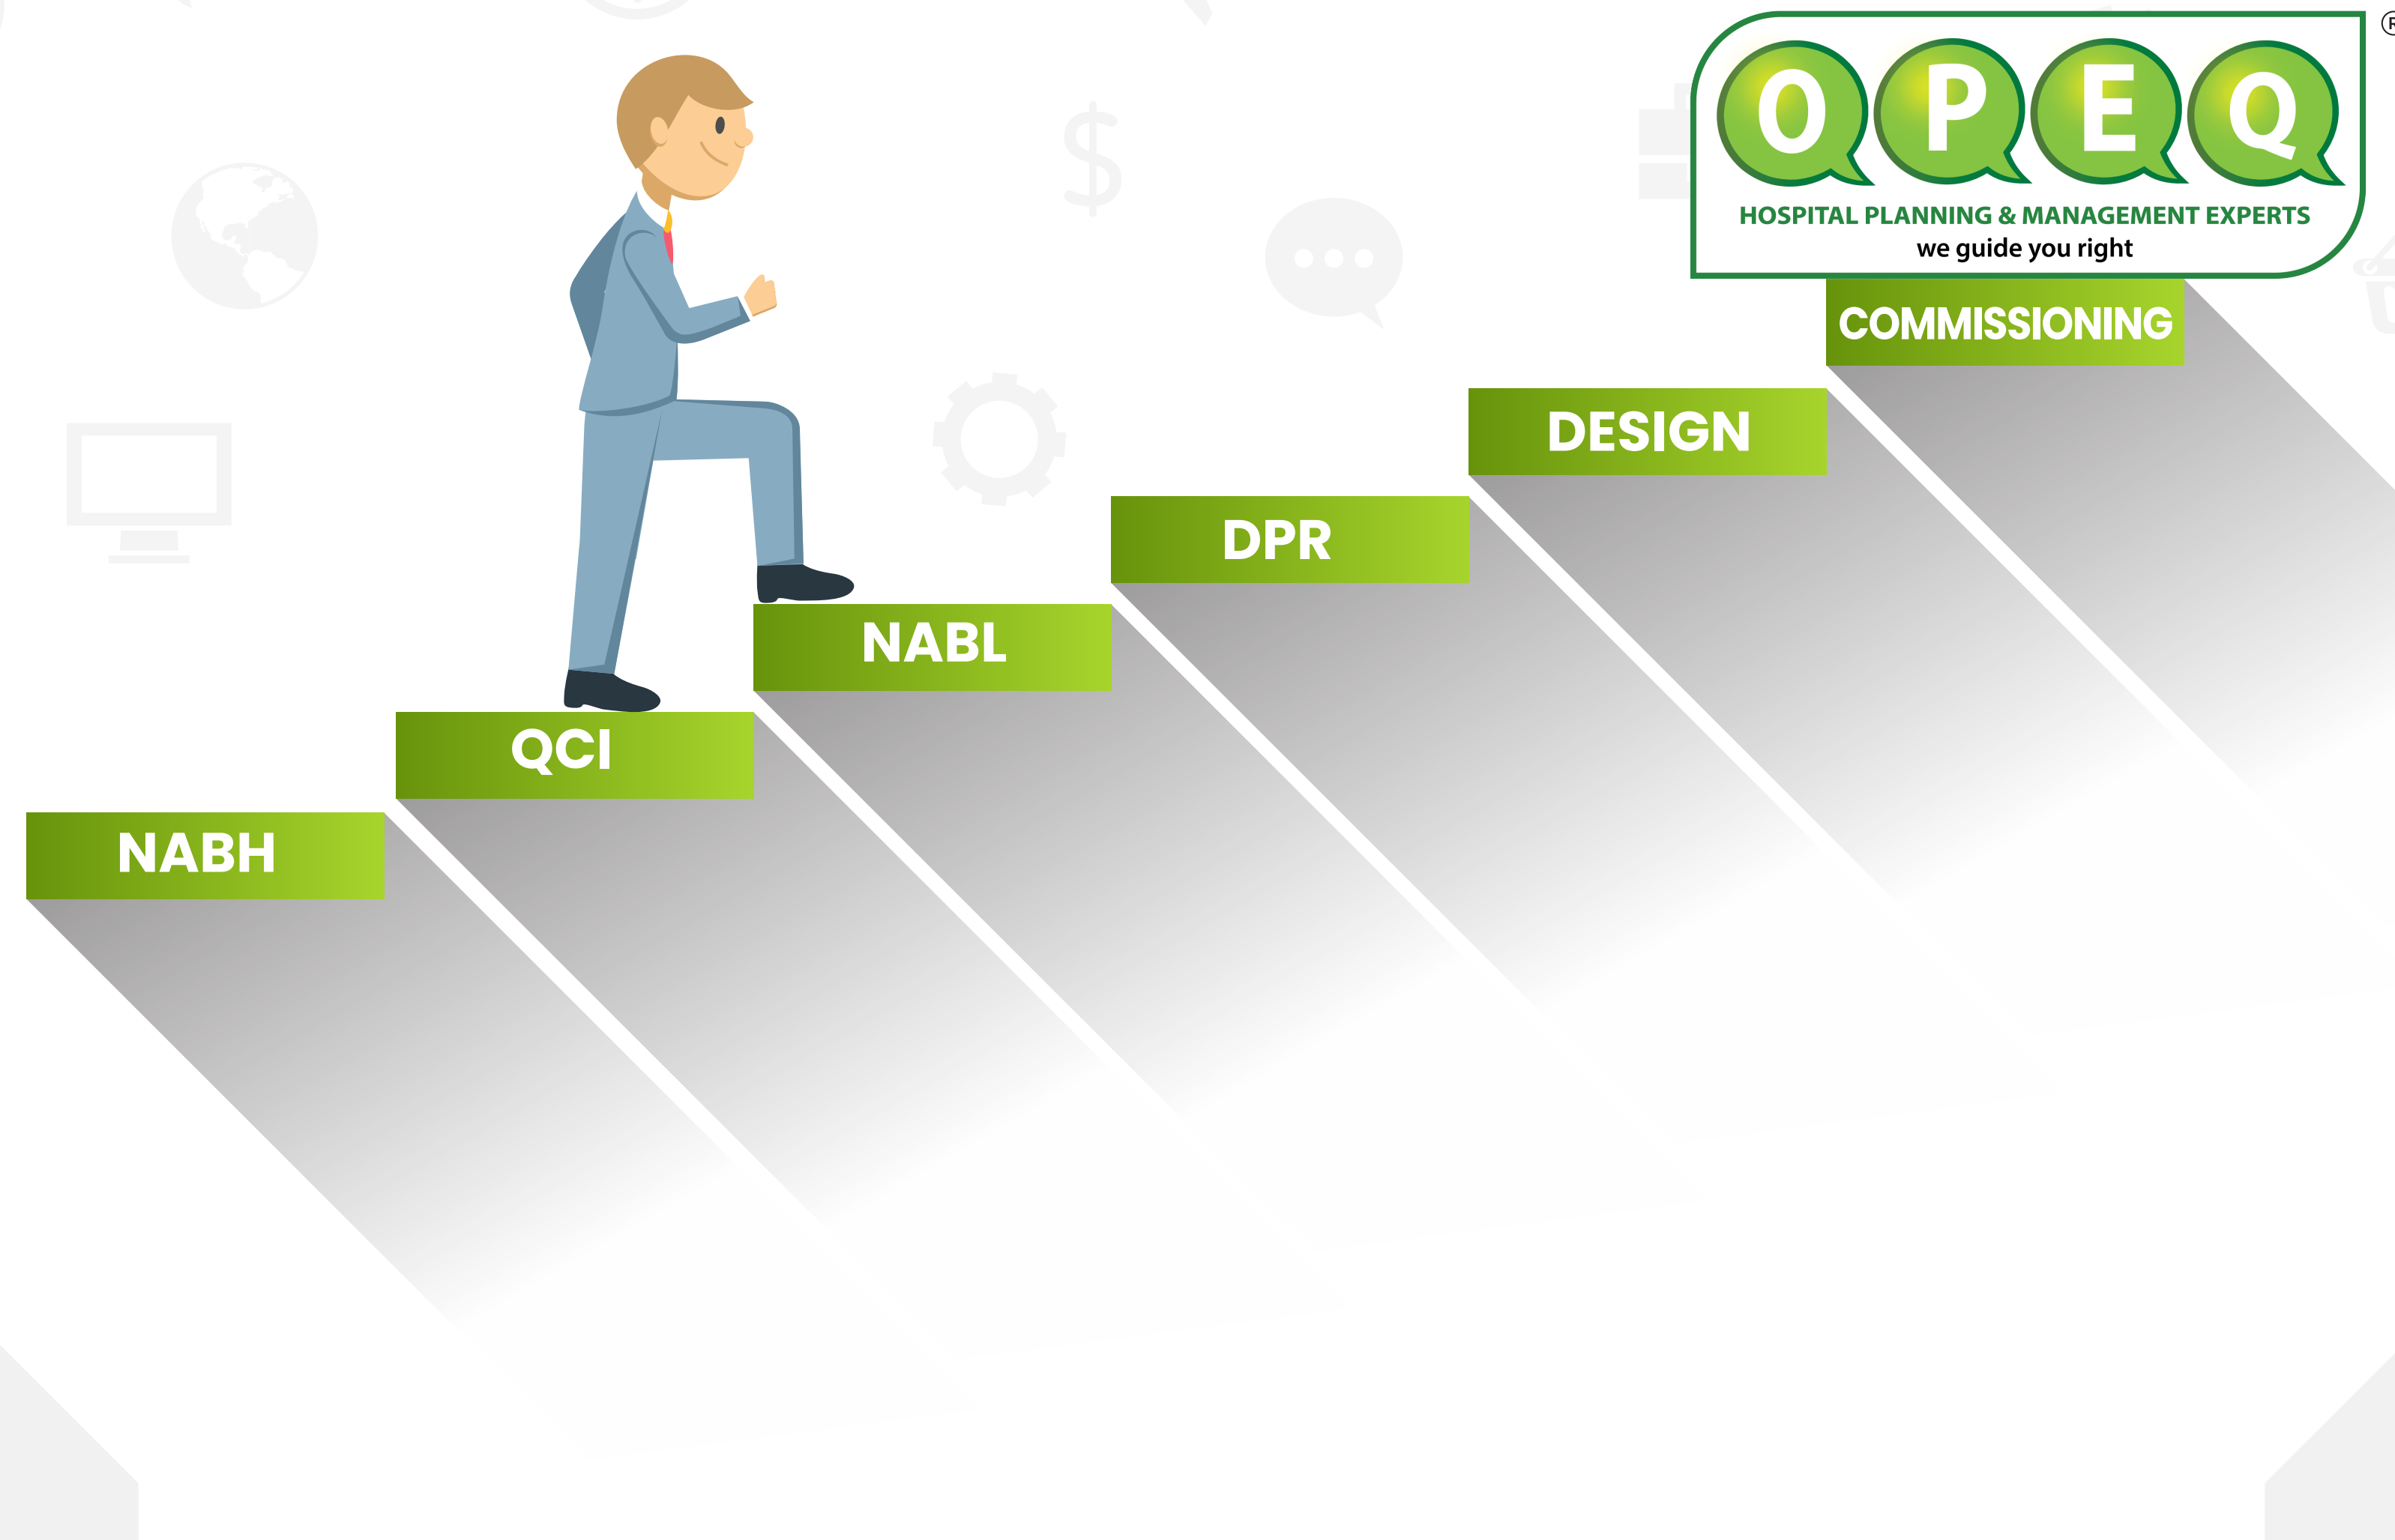 OPEQ
®
HOSPITAL PLANNING & MANAGEMENT EXPERTS
we guide you right
COMMISSIONING
DESIGN
DPR
NABL
QCI
NABH